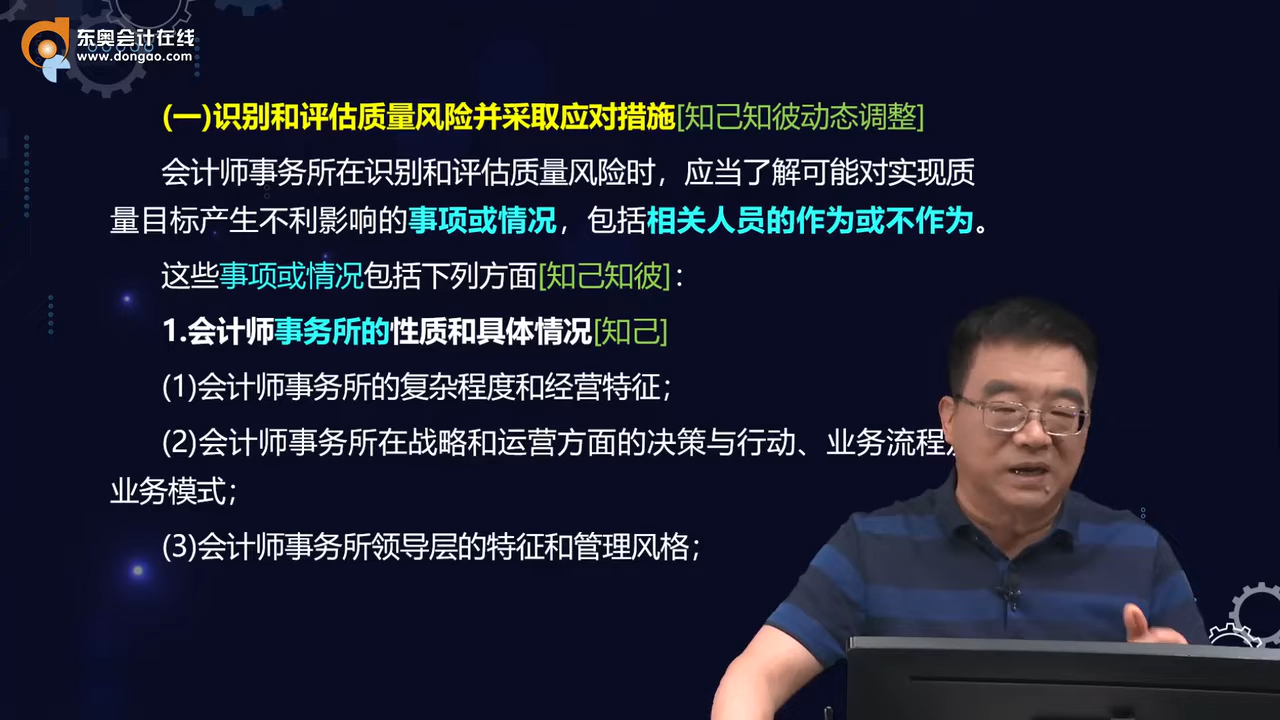 东奥会计在线
www.dongao.com
(一)识别和评估质量风险并采取应对措施[知己知彼动态调整]
会计师事务所在识别和评估质量风险时，应当了解可能对实现质
量目标产生不利影响的事项或情况，包括相关人员的作为或不作为。
这些事项或情况包括下列方面[知己知彼]：
1.会计师事务所的性质和具体情况[知己]
(1)会计师事务所的复杂程度和经营特征；
(2)会计师事务所在战略和运营方面的决策与行动、业务流程
业务模式；
(3)会计师事务所领导层的特征和管理风格；